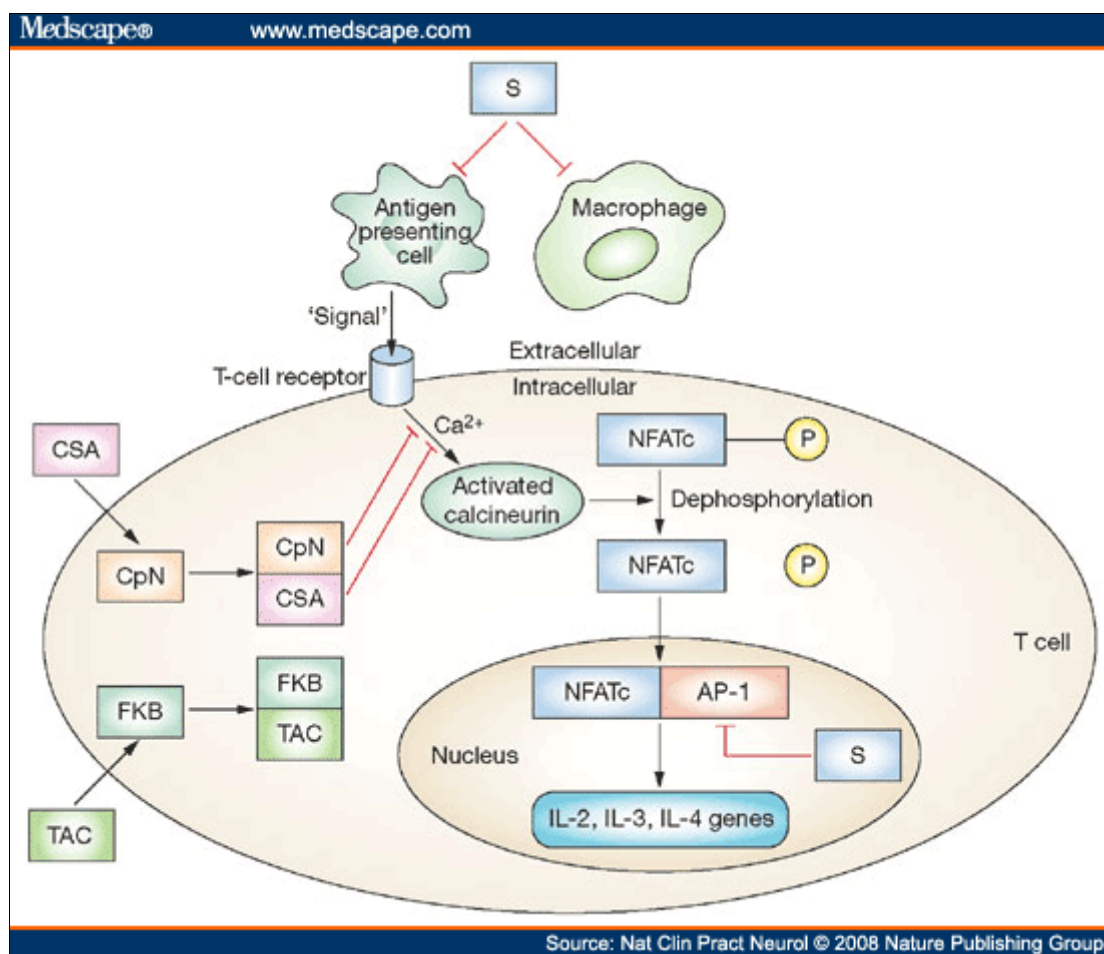 Medscape® www.medscape.com
S
Antigen
presenting
cell
Macrophage
'Signal'
T-cell receptor
Extracellular
Intracellular
Ca²⁺
CSA
NFATc
P
Activated
calcineurin
Dephosphorylation
CpN
CpN
CSA
NFATc
P
T cell
FKB
FKB
TAC
NFATc
AP-1
Nucleus
S
TAC
IL-2, IL-3, IL-4 genes
Source: Nat Clin Pract Neurol © 2008 Nature Publishing Group